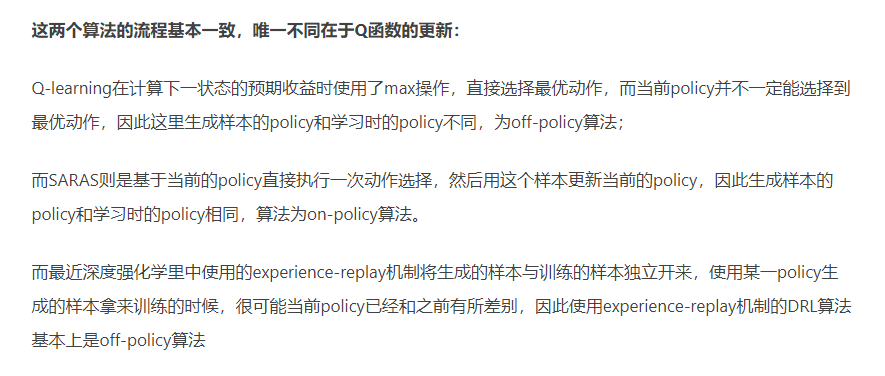 这两个算法的流程基本一致，唯一不同在于Q函数的更新：
Q-learning在计算下一状态的预期收益时使用了max操作，直接选择最优动作，而当前policy并不一定能选择到
最优动作，因此这里生成样本的policy和学习时的policy不同，为off-policy算法；
而SARAS则是基于当前的policy直接执行一次动作选择，然后用这个样本更新当前的policy，因此生成样本的
policy和学习时的policy相同，算法为on-policy算法。
而最近深度强化学里中使用的experience-replay机制将生成的样本与训练的样本独立开来，使用某一policy生
成的样本拿来训练的时候，很可能当前policy已经和之前有所差别，因此使用experience-replay机制的DRL算法
基本上是off-policy算法